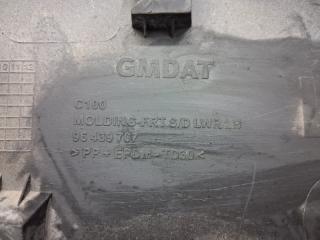 GMDAT
C100
MOLDING-FRT S/D LWR LH
96 439 767
>PP+EPDM-TD30<